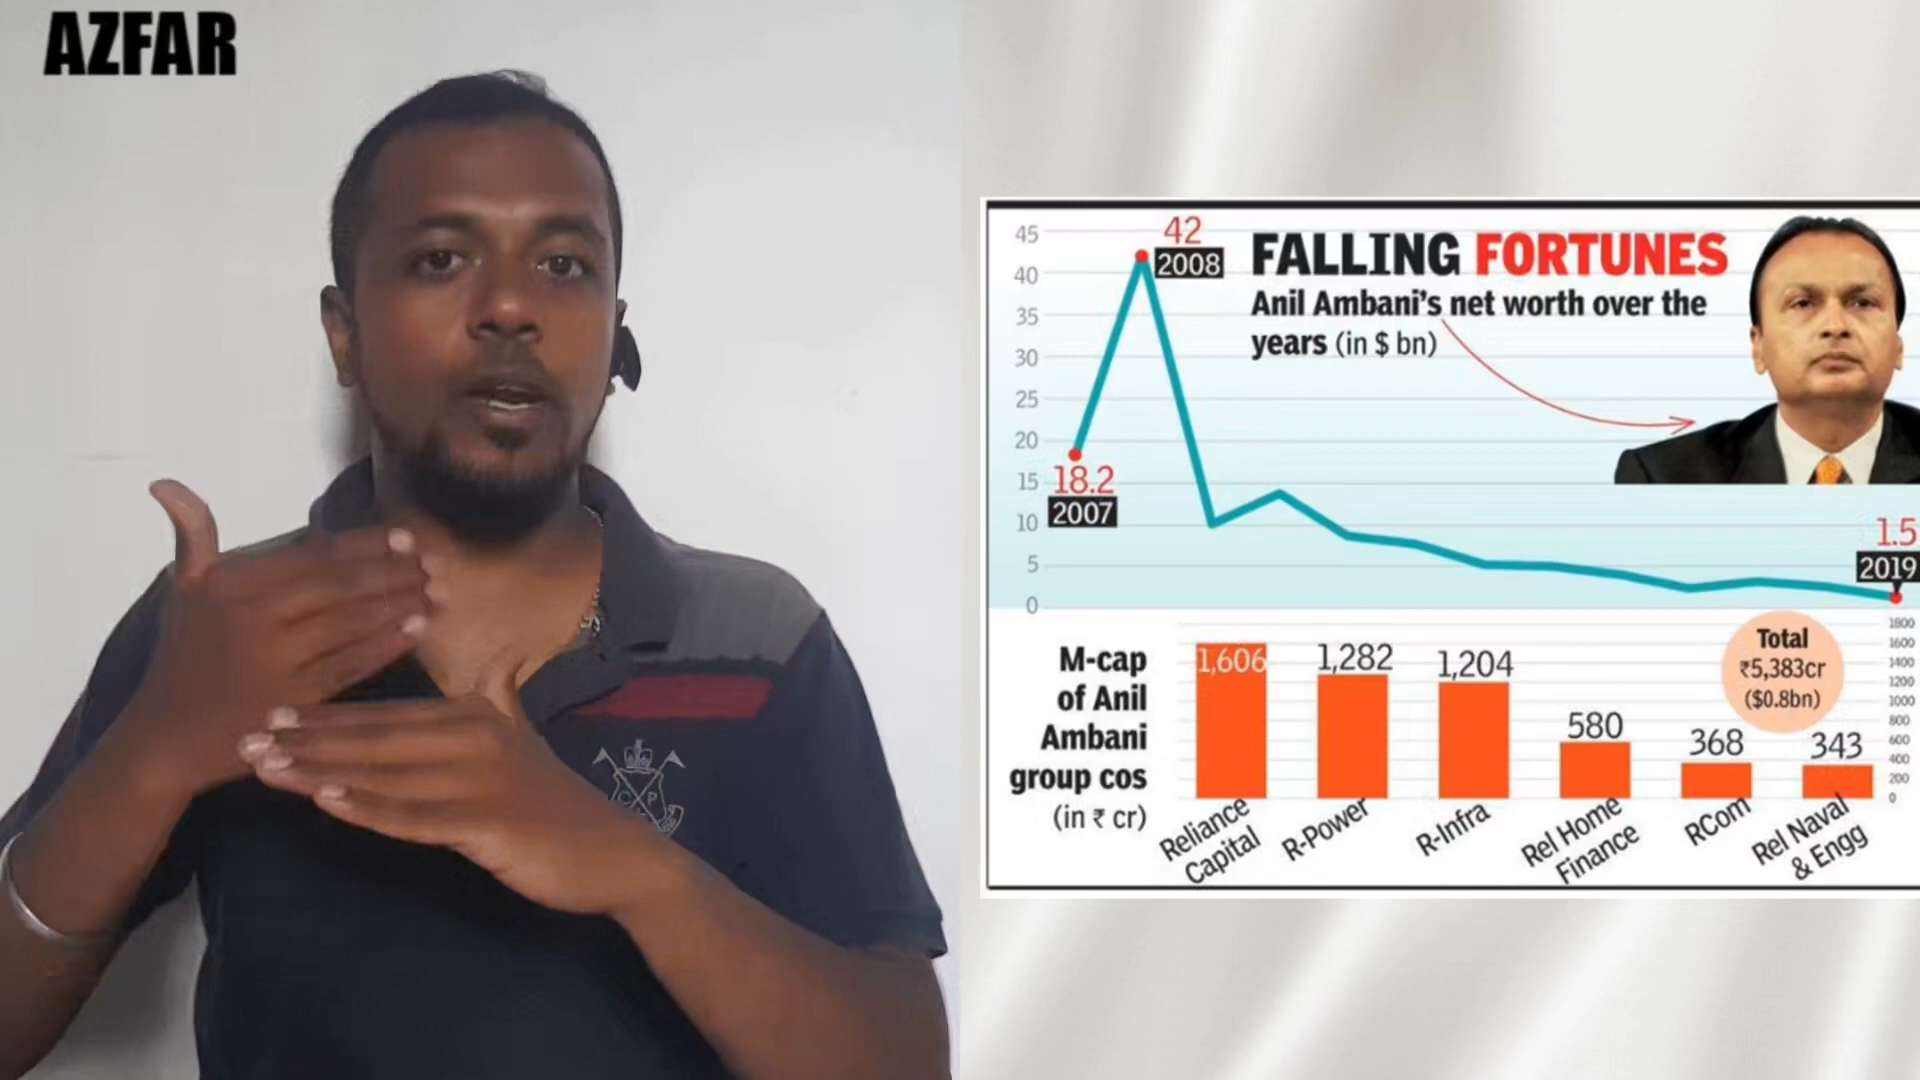 AZFAR
FALLING FORTUNES
Anil Ambani's net worth over the
years (in $ bn)
45
40
35
30
25
20
15
10
5
0
42
2008
18.2
2007
1.5
2019
M-cap
of Anil
Ambani
group cos
(in ₹ cr)
1,606
1,282
1,204
580
368
343
Total
₹5,383cr
($0.8bn)
1800
1600
1400
1200
1000
800
600
400
200
0
Reliance
Capital
R-Power
R-Infra
Rel Home
Finance
RCom
Rel Naval
& Engg
C P